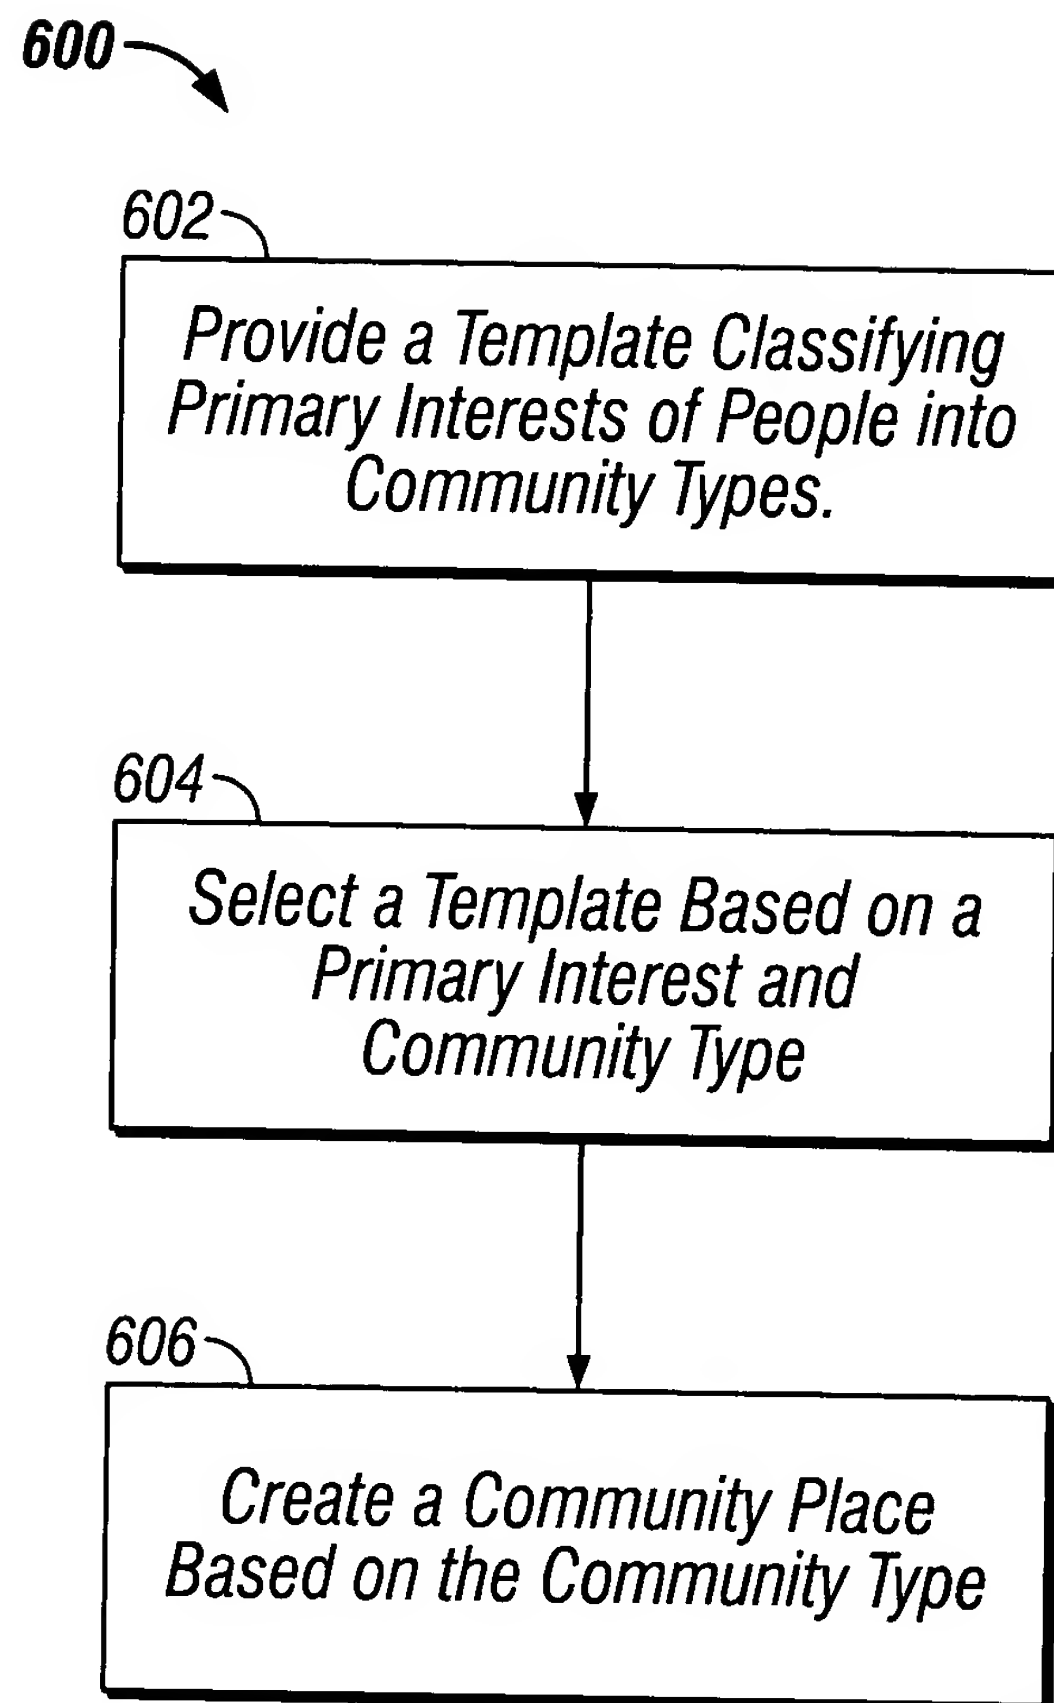 600
602
Provide a Template Classifying
Primary Interests of People into
Community Types.
604
Select a Template Based on a
Primary Interest and
Community Type
606
Create a Community Place
Based on the Community Type